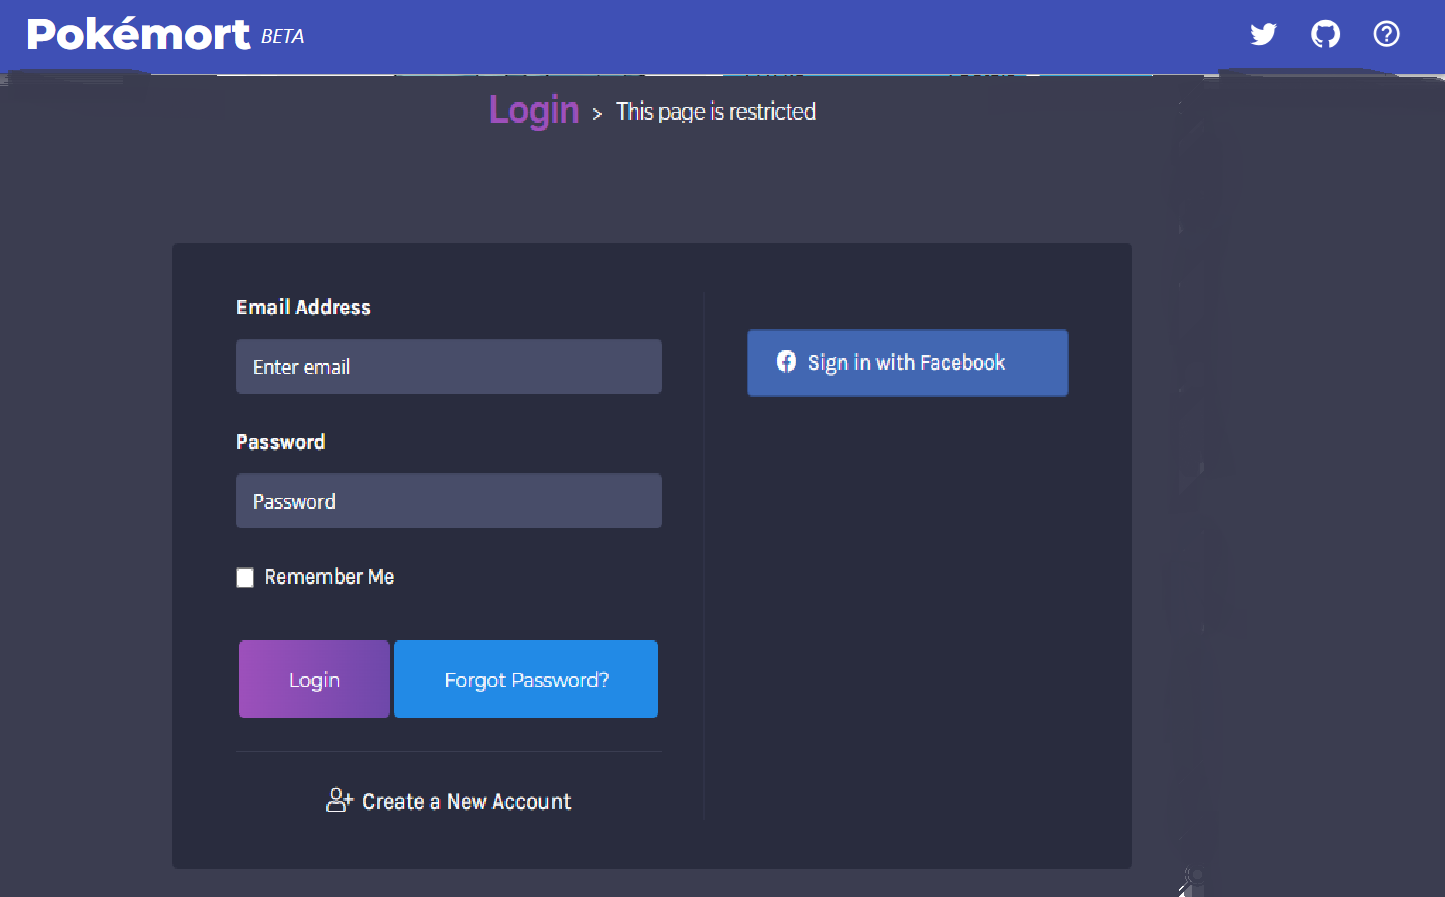 Pokémort BETA
Login > This page is restricted
Email Address
Enter email
Password
Password
Remember Me
Login
Forgot Password?
Create a New Account
Sign in with Facebook